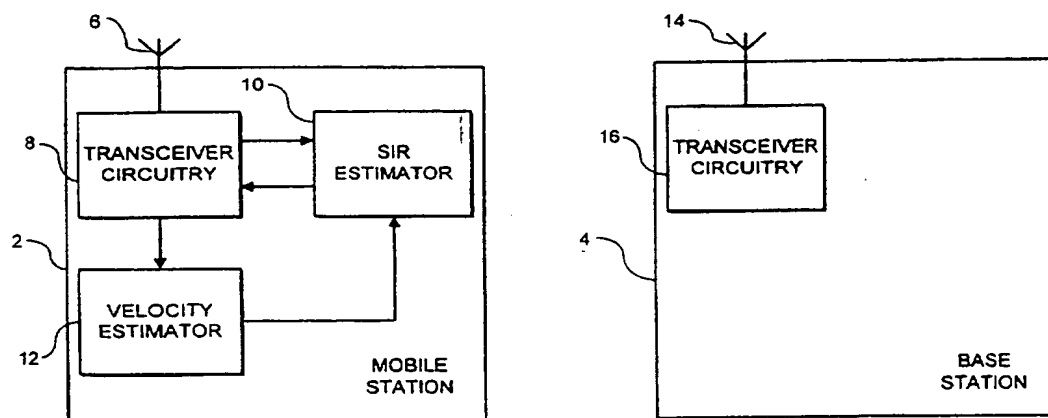 6
14
10
8
TRANSCEIVER
CIRCUITRY
SIR
ESTIMATOR
16
TRANSCEIVER
CIRCUITRY
2
4
VELOCITY
ESTIMATOR
12
MOBILE
STATION
BASE
STATION